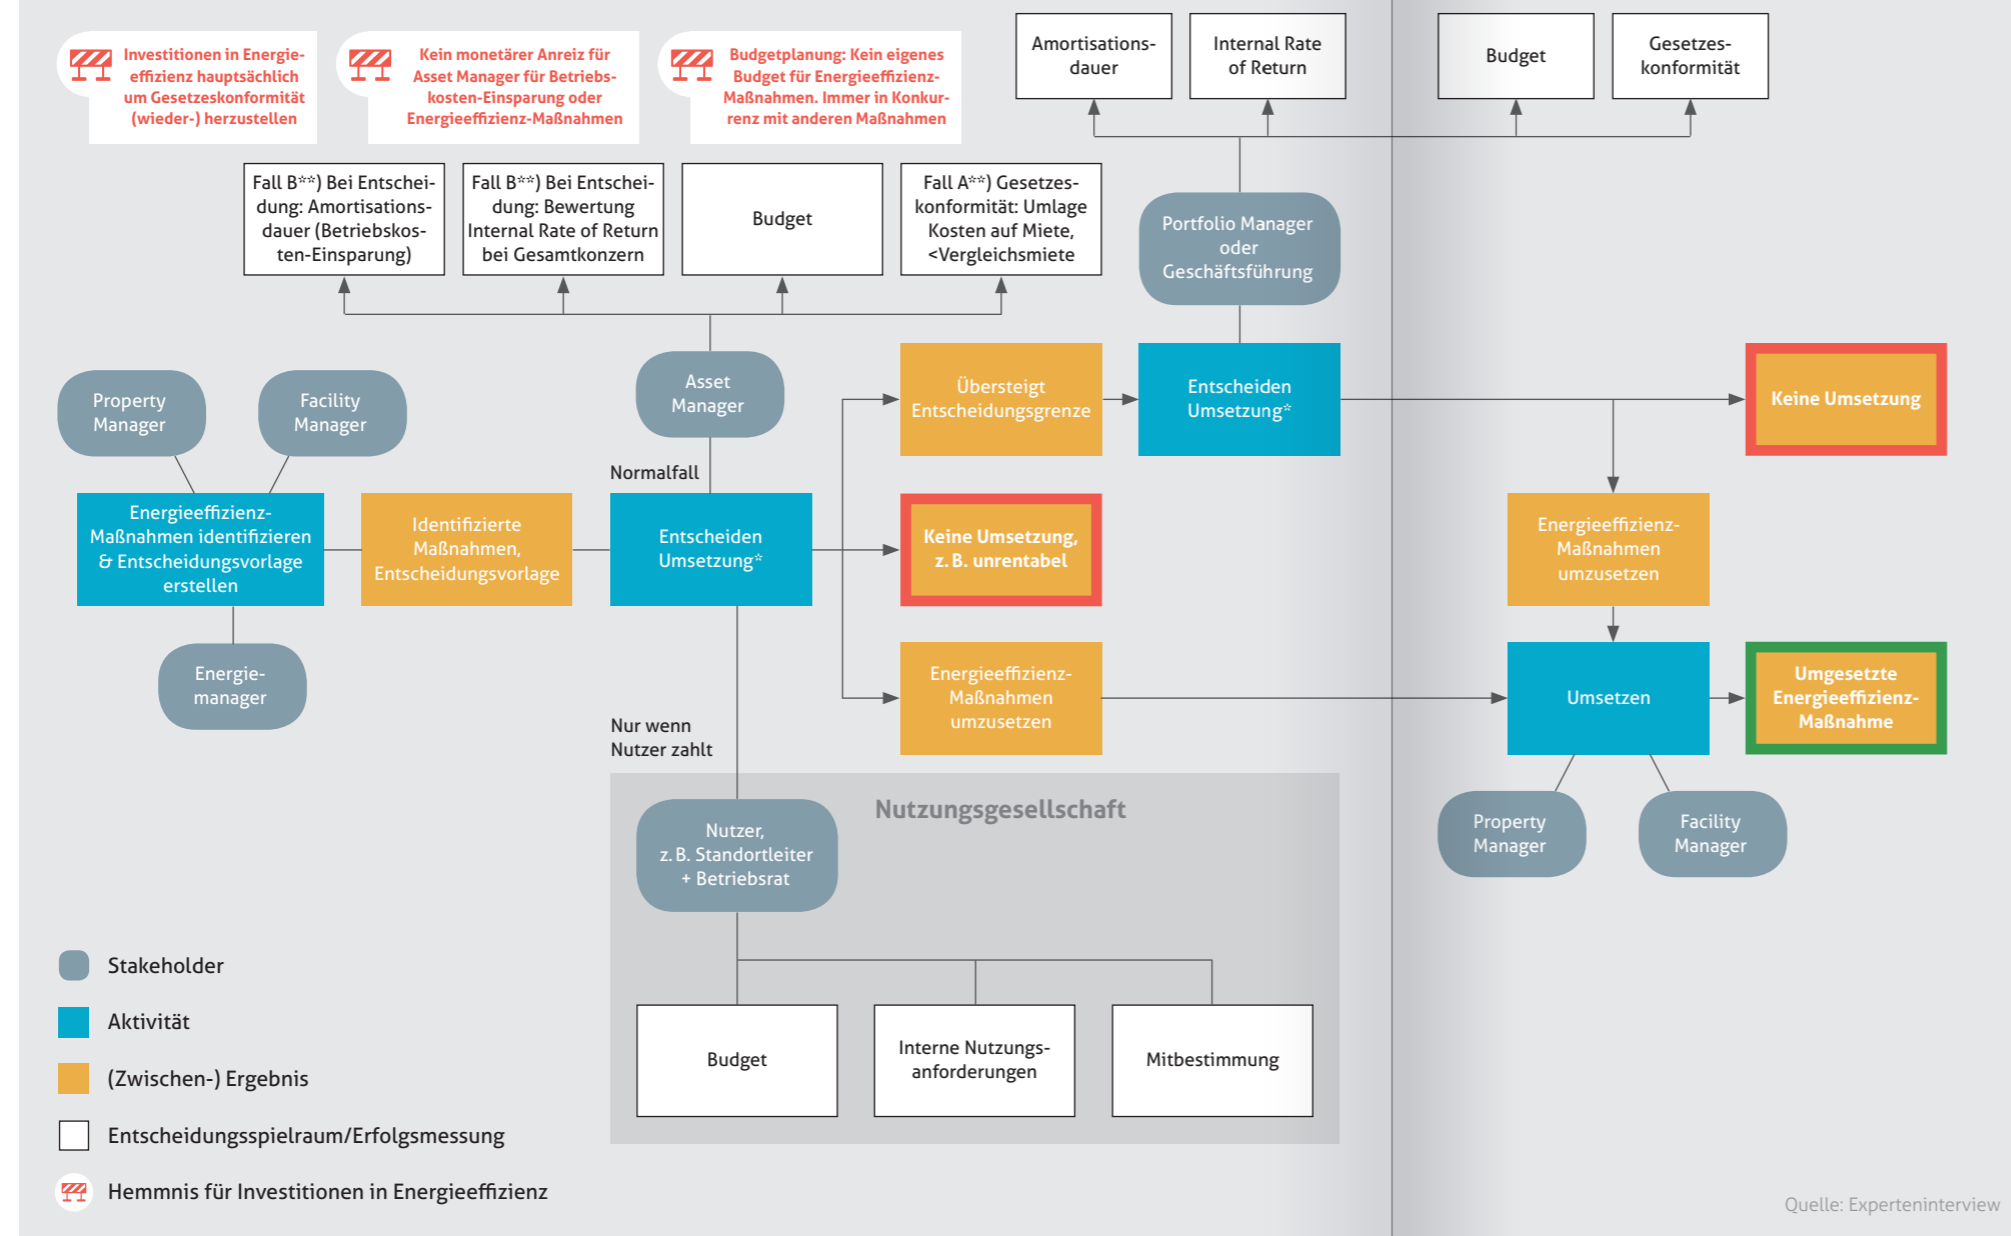 Investitionen in Energie-
effizienz hauptsächlich
um Gesetzeskonformität
(wieder-) herzustellen
Kein monetärer Anreiz für
Asset Manager für Betriebs-
kosten-Einsparung oder
Energieeffizienz-Maßnahmen
Budgetplanung: Kein eigenes
Budget für Energieeffizienz-
Maßnahmen. Immer in Konkur-
renz mit anderen Maßnahmen
Amortisations-
dauer
Internal Rate
of Return
Budget
Gesetzes-
konformität
Fall B**) Bei Entschei-
dung: Amortisations-
dauer (Betriebskos-
ten-Einsparung)
Fall B**) Bei Entschei-
dung: Bewertung
Internal Rate of Return
bei Gesamtkonzern
Budget
Fall A**) Gesetzes-
konformität: Umlage
Kosten auf Miete,
<Vergleichsmiete
Portfolio Manager
oder
Geschäftsführung
Property
Manager
Facility
Manager
Asset
Manager
Übersteigt
Entscheidungsgrenze
Entscheiden
Umsetzung*
Keine Umsetzung
Normalfall
Energieeffizienz-
Maßnahmen identifizieren
& Entscheidungsvorlage
erstellen
Identifizierte
Maßnahmen,
Entscheidungsvorlage
Entscheiden
Umsetzung*
Keine Umsetzung,
z. B. unrentabel
Energieeffizienz-
Maßnahmen
umzusetzen
Energie-
manager
Energieeffizienz-
Maßnahmen
umzusetzen
Umsetzen
Umgesetzte
Energieeffizienz-
Maßnahme
Nur wenn
Nutzer zahlt
Nutzungsgesellschaft
Nutzer,
z. B. Standortleiter
+ Betriebsrat
Property
Manager
Facility
Manager
Budget
Interne Nutzungs-
anforderungen
Mitbestimmung
Stakeholder
Aktivität
(Zwischen-) Ergebnis
Entscheidungsspielraum/Erfolgsmessung
Hemmnis für Investitionen in Energieeffizienz
Quelle: Experteninterview